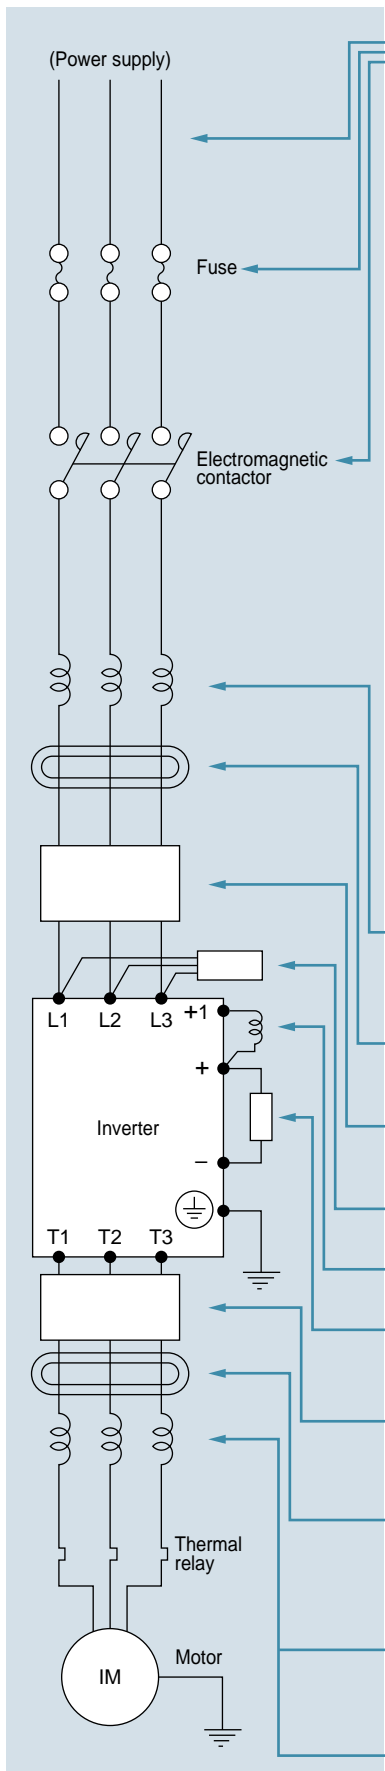 (Power supply)
Fuse
Electromagnetic
contactor
L1 L2 L3 +1
+
Inverter
−
T1 T2 T3
Thermal
relay
Motor
IM